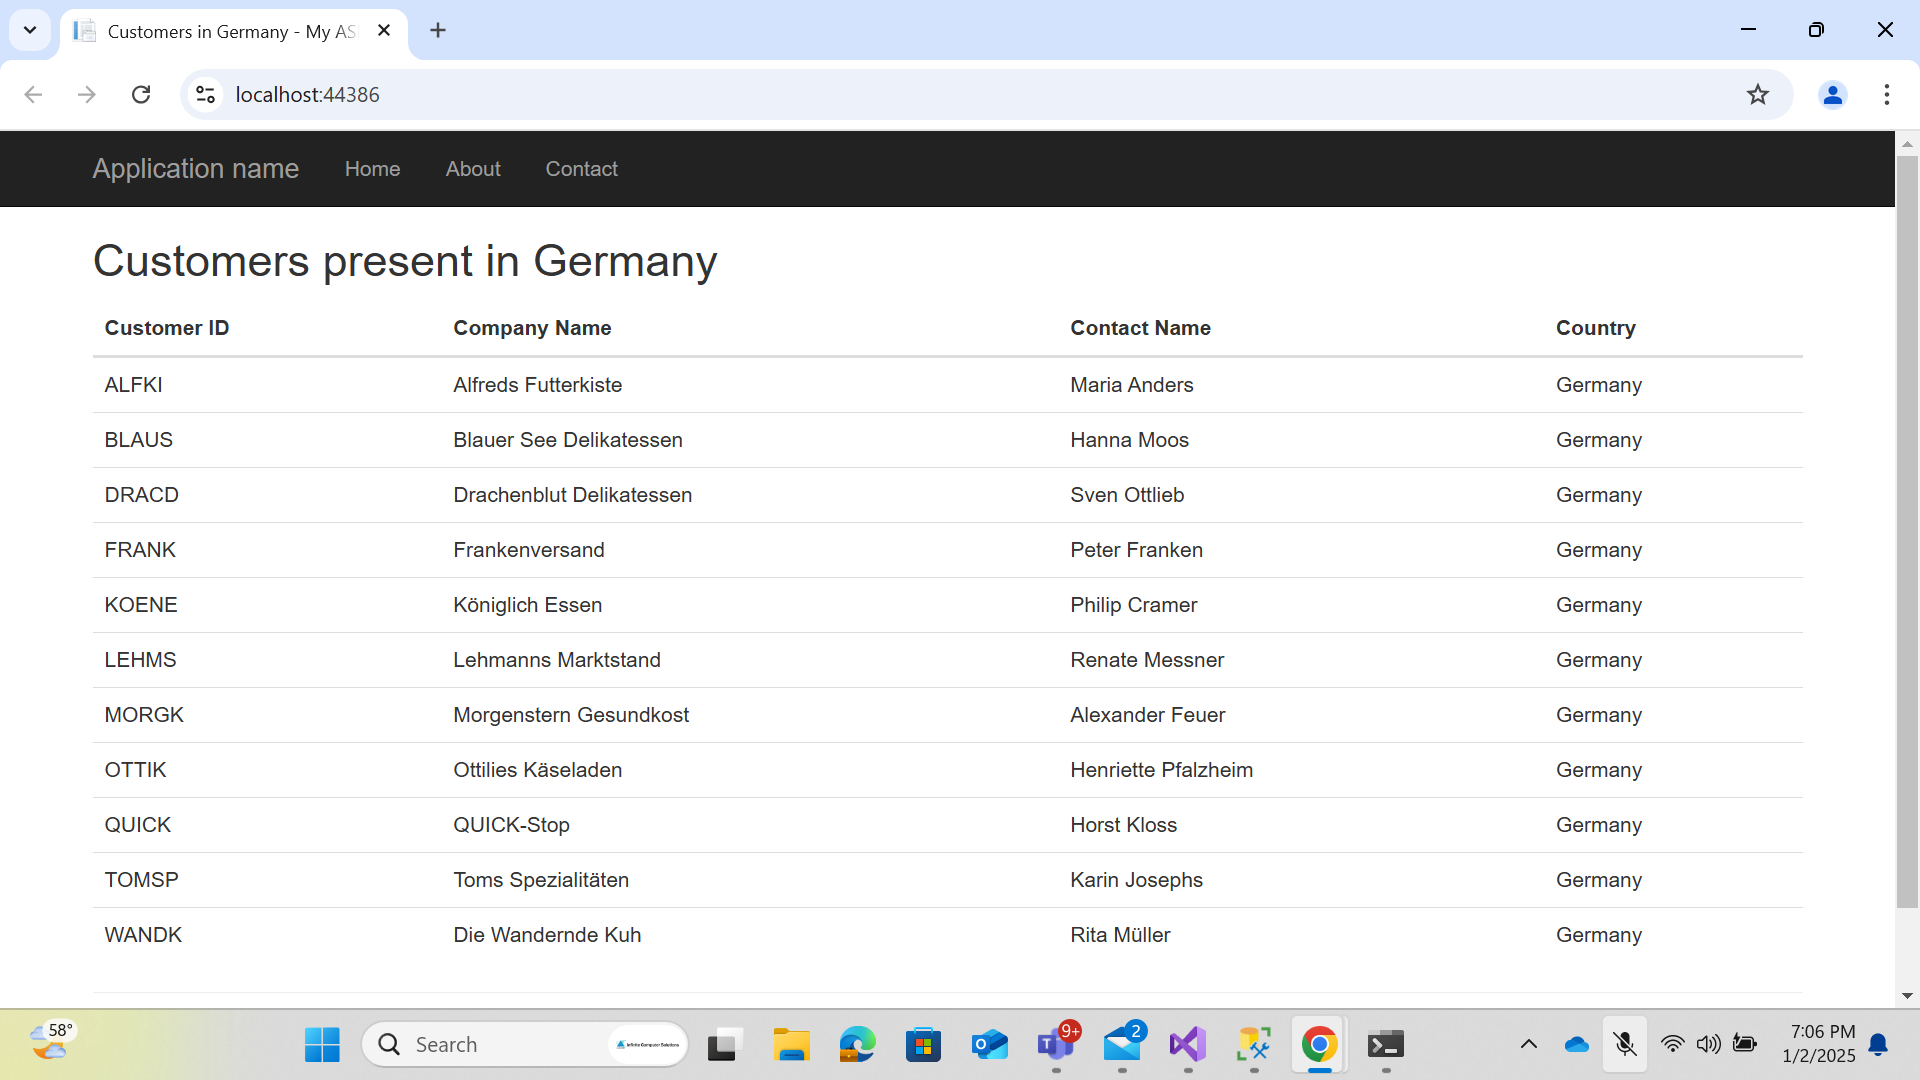 Customers in Germany - My AS
localhost:44386
Application name Home About Contact
Customers present in Germany
Customer ID Company Name Contact Name Country
ALFKI Alfreds Futterkiste Maria Anders Germany
BLAUS Blauer See Delikatessen Hanna Moos Germany
DRACD Drachenblut Delikatessen Sven Ottlieb Germany
FRANK Frankenversand Peter Franken Germany
KOENE Königlich Essen Philip Cramer Germany
LEHMS Lehmanns Marktstand Renate Messner Germany
MORGK Morgenstern Gesundkost Alexander Feuer Germany
OTTIK Ottilies Käseladen Henriette Pfalzheim Germany
QUICK QUICK-Stop Horst Kloss Germany
TOMSP Toms Spezialitäten Karin Josephs Germany
WANDK Die Wandernde Kuh Rita Müller Germany
58° Search Infinite Computer Solutions 9+ 2 7:06 PM
1/2/2025